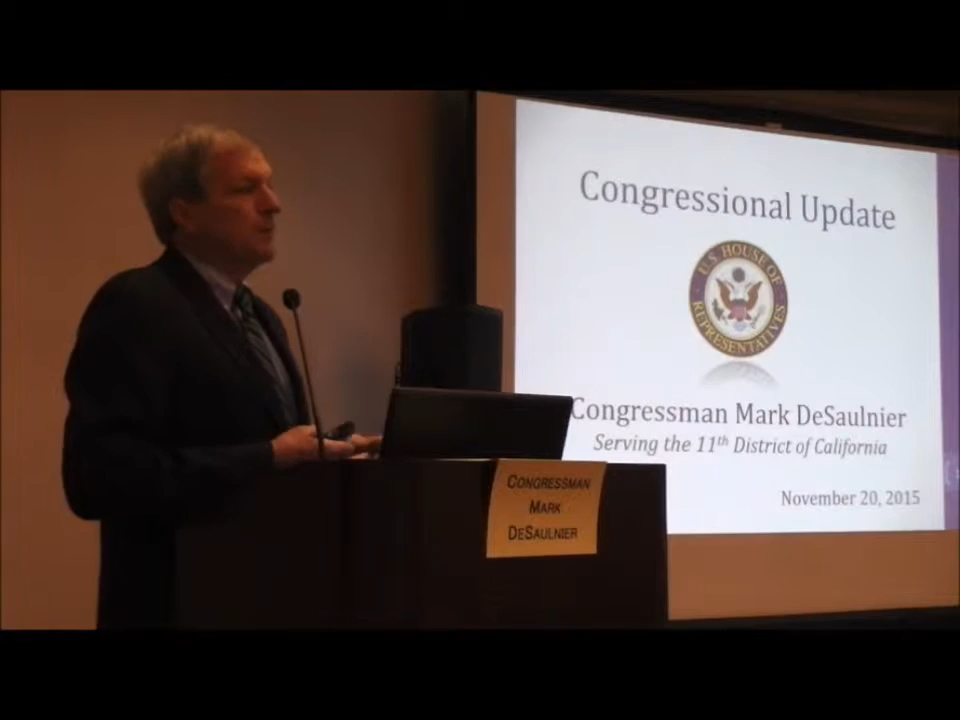 Congressional Update
U.S. HOUSE OF
REPRESENTATIVES
Congressman Mark DeSaulnier
Serving the 11th District of California
November 20, 2015
CONGRESSMAN
MARK
DESAULNIER